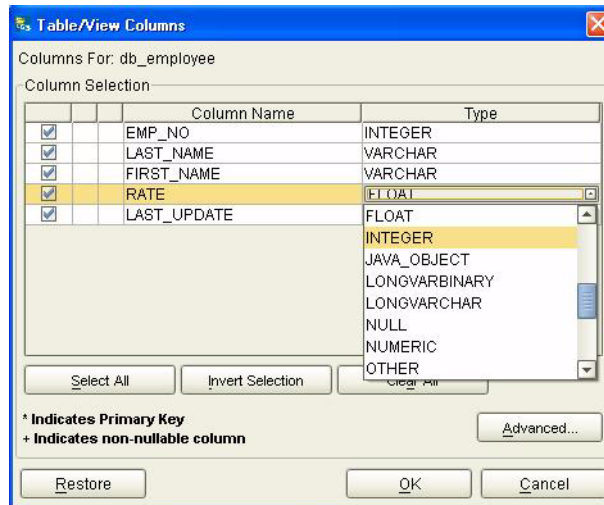 Table/View Columns
Columns For: db_employee
Column Selection
Column Name Type
EMP_NO INTEGER
LAST_NAME VARCHAR
FIRST_NAME VARCHAR
RATE FLOAT
LAST_UPDATE
FLOAT
INTEGER
JAVA_OBJECT
LONGVARBINARY
LONGVARCHAR
NULL
NUMERIC
OTHER
Select All Invert Selection Clear All
* Indicates Primary Key
+ Indicates non-nullable column
Advanced...
Restore OK Cancel